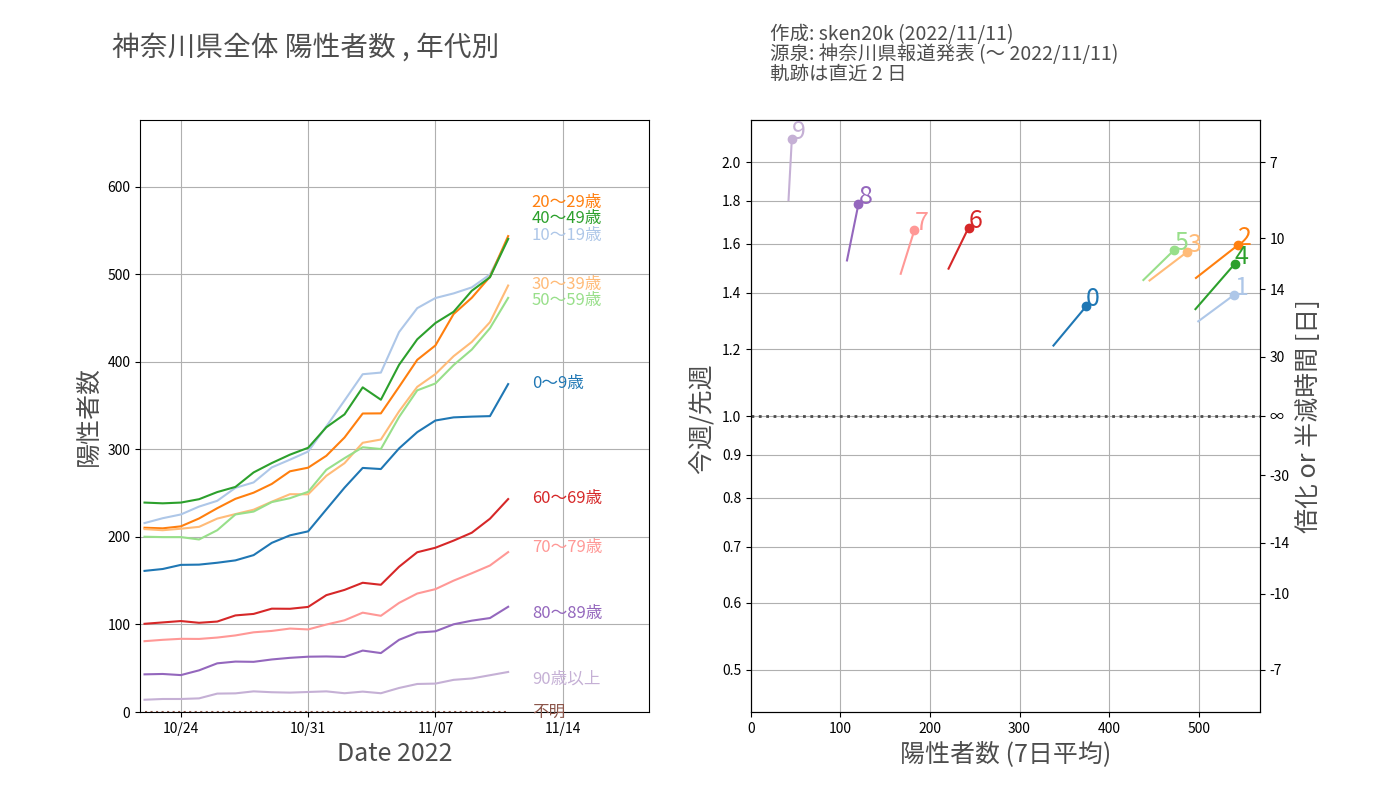 神奈川県全体 陽性者数 , 年代別
作成: sken20k (2022/11/11)
源泉: 神奈川県報道発表 (〜 2022/11/11)
軌跡は直近 2 日
陽性者数
600
500
400
300
200
100
0
20〜29歳
40〜49歳
10〜19歳
30〜39歳
50〜59歳
0〜9歳
60〜69歳
70〜79歳
80〜89歳
90歳以上
不明
10/24
10/31
11/07
11/14
Date 2022
今週/先週
2.0
1.8
1.6
1.4
1.2
1.0
0.9
0.8
0.7
0.6
0.5
9
8
7
6
5
3
2
4
1
0
7
10
14
30
∞
-30
-14
-10
-7
倍化 or 半減時間 [日]
0
100
200
300
400
500
陽性者数 (7日平均)